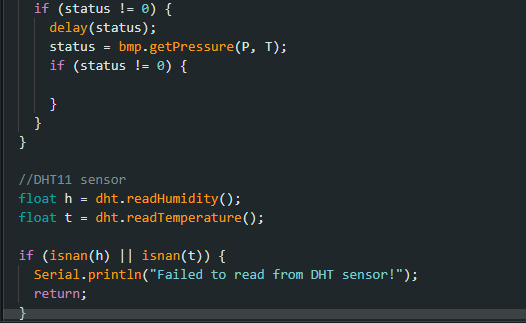 if (status != 0) {
delay(status);
status = bmp.getPressure(P, T);
if (status != 0) {
}
}
}
//DHT11 sensor
float h = dht.readHumidity();
float t = dht.readTemperature();
if (isnan(h) || isnan(t)) {
Serial.println("Failed to read from DHT sensor!");
return;
}